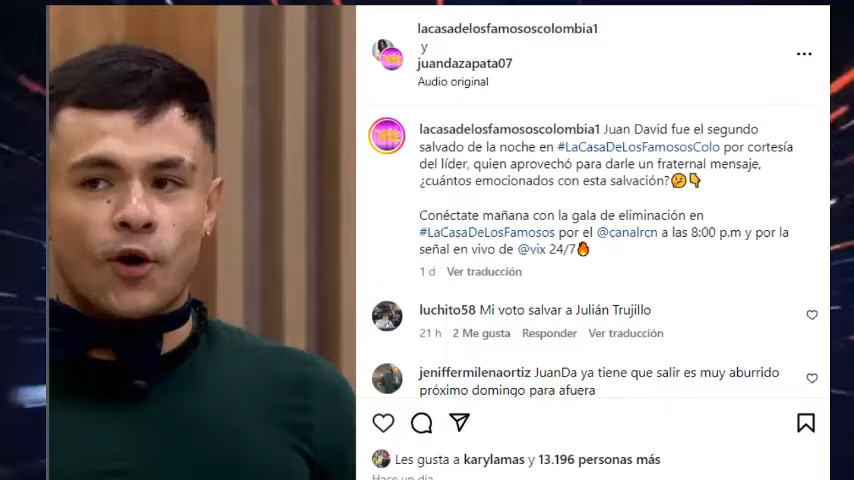 lacasadelosfamososcolombia1
y
juandazapata07
Audio original
lacasadelosfamososcolombia1 Juan David fue el segundo
salvado de la noche en #LaCasaDeLosFamososColo por cortesía
del líder, quien aprovechó para darle un fraternal mensaje,
¿cuántos emocionados con esta salvación?🫤👇
Conéctate mañana con la gala de eliminación en
#LaCasaDeLosFamosos por el @canalrcn a las 8:00 p.m y por la
señal en vivo de @vix 24/7🔥
1 d Ver traducción
luchito58 Mi voto salvar a Julián Trujillo
21 h 2 Me gusta Responder Ver traducción
jeniffermilenaortiz JuanDa ya tiene que salir es muy aburrido
próximo domingo para afuera
Les gusta a karylamas y 13.196 personas más
Hace un día